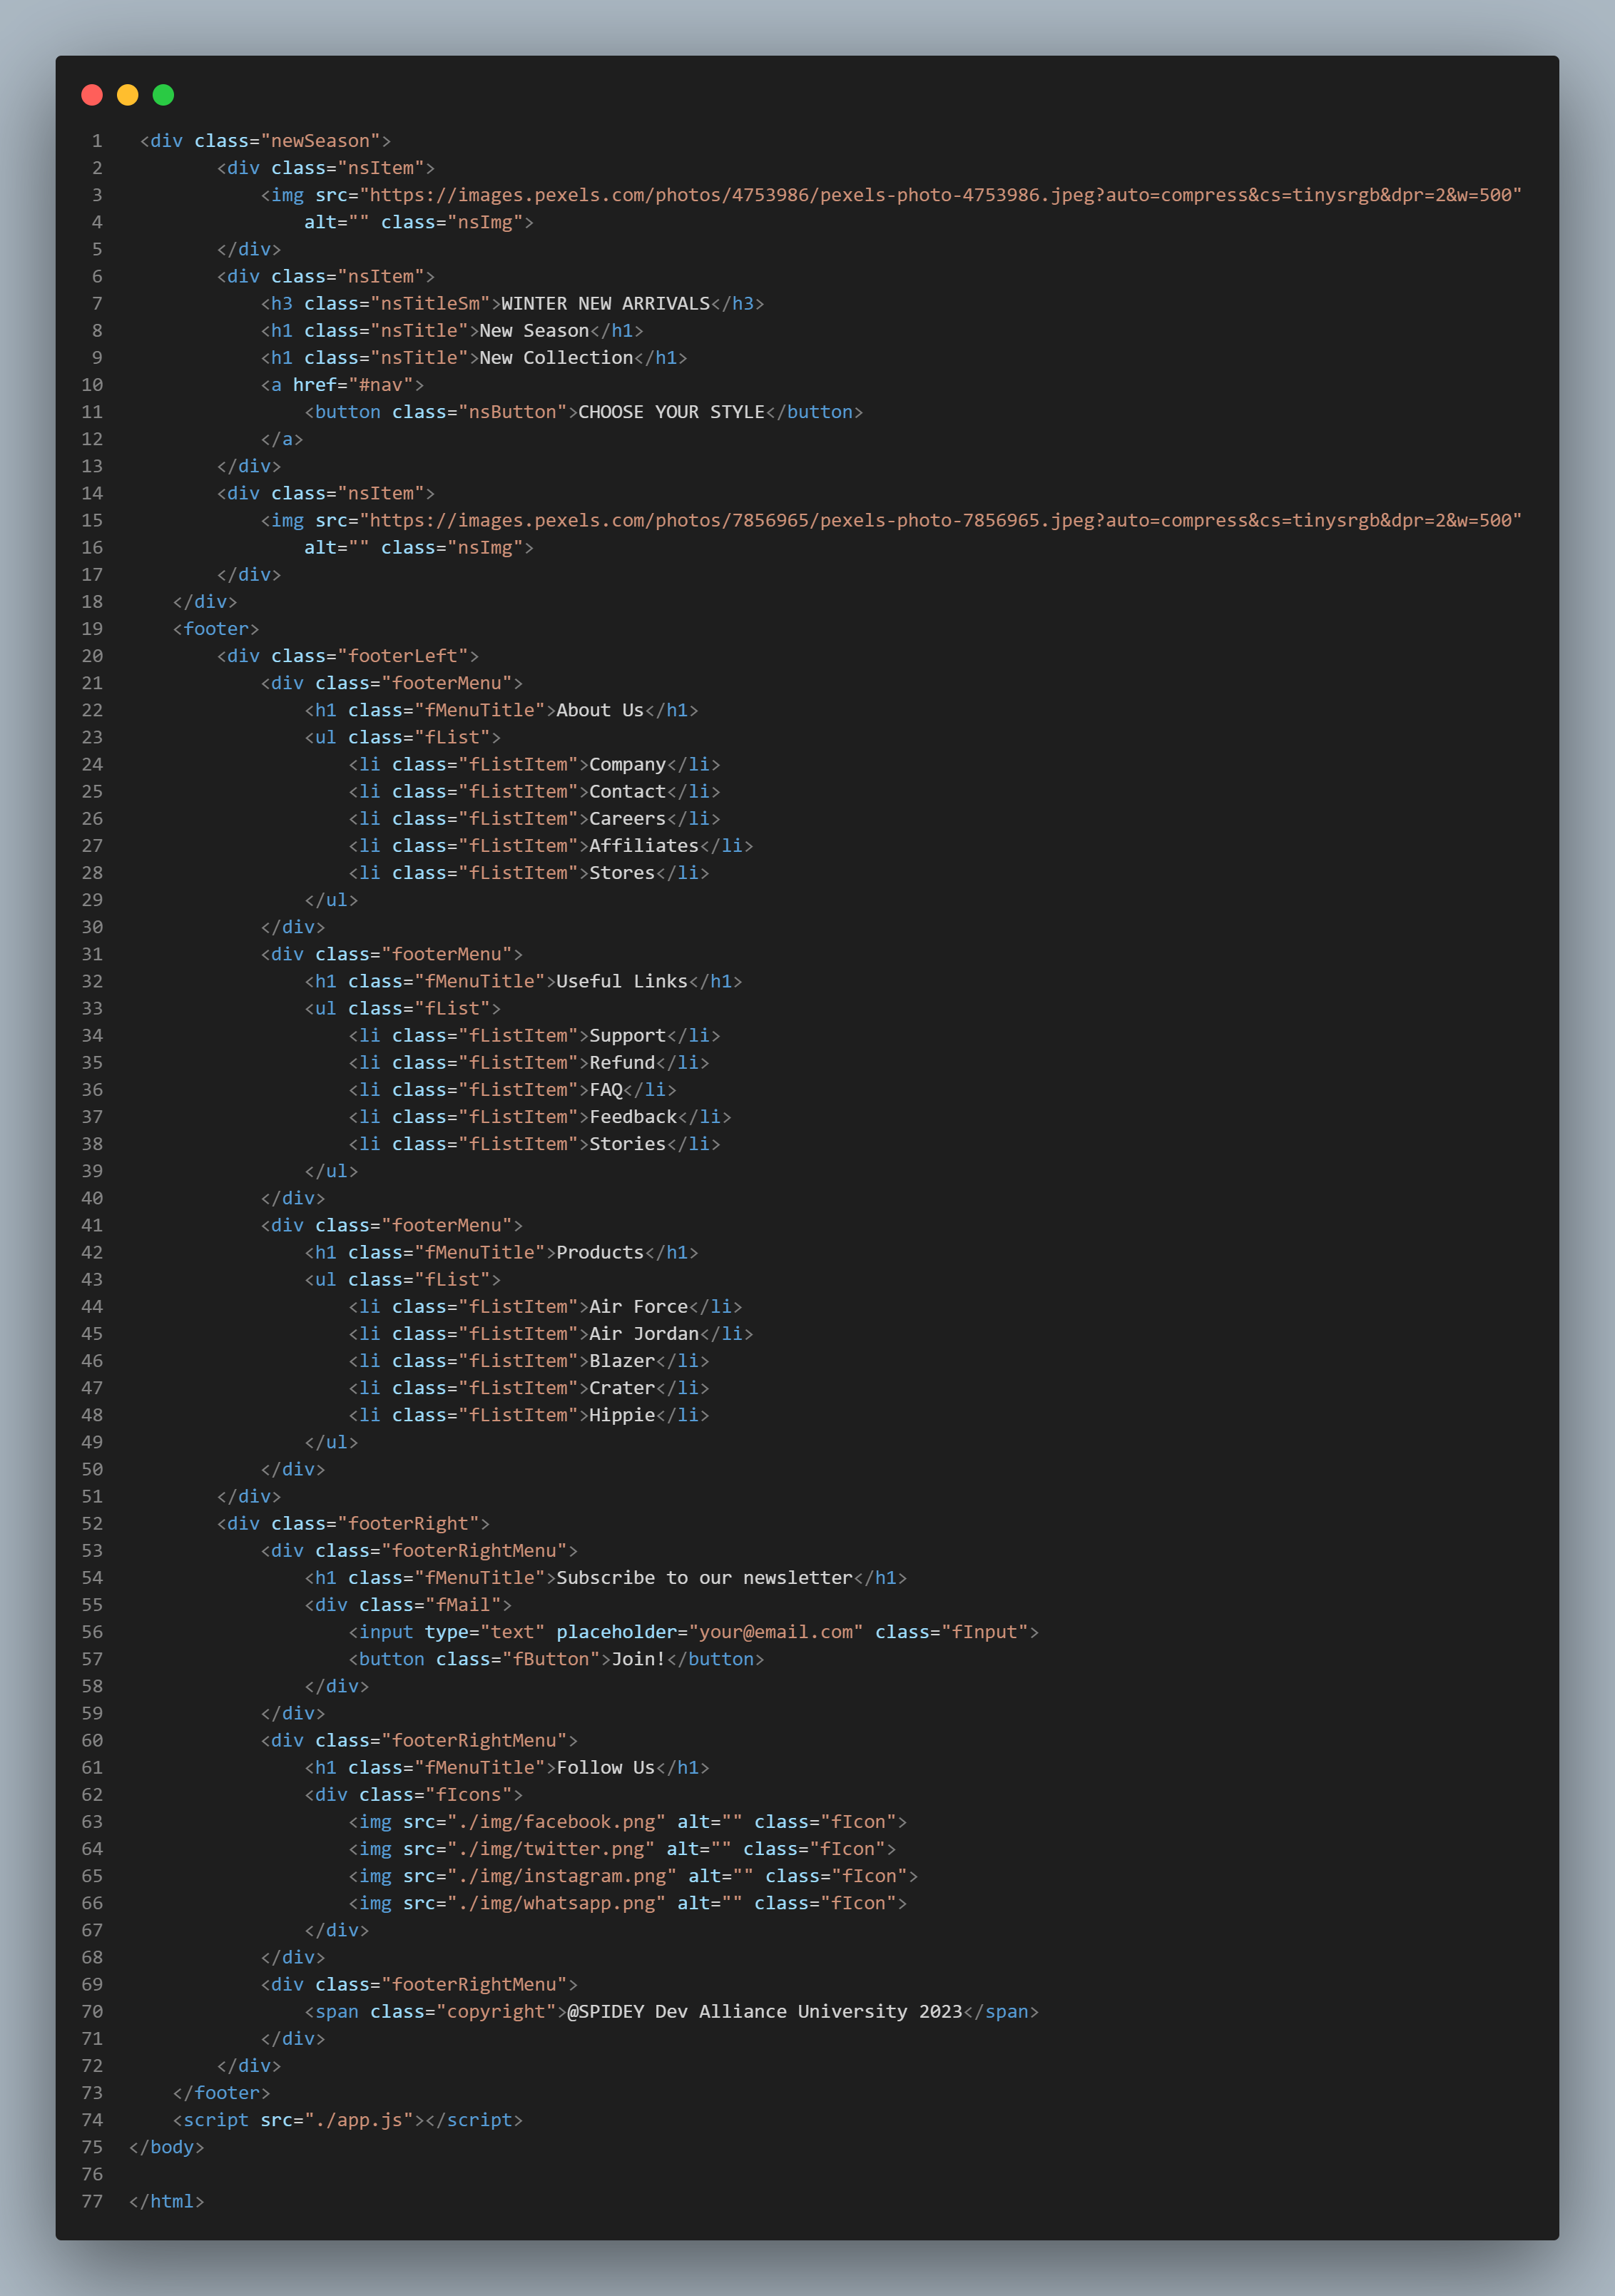 1 <div class="newSeason">
2 <div class="nsItem">
3 <img src="https://images.pexels.com/photos/4753986/pexels-photo-4753986.jpeg?auto=compress&cs=tinysrgb&dpr=2&w=500"
4 alt="" class="nsImg">
5 </div>
6 <div class="nsItem">
7 <h3 class="nsTitleSm">WINTER NEW ARRIVALS</h3>
8 <h1 class="nsTitle">New Season</h1>
9 <h1 class="nsTitle">New Collection</h1>
10 <a href="#nav">
11 <button class="nsButton">CHOOSE YOUR STYLE</button>
12 </a>
13 </div>
14 <div class="nsItem">
15 <img src="https://images.pexels.com/photos/7856965/pexels-photo-7856965.jpeg?auto=compress&cs=tinysrgb&dpr=2&w=500"
16 alt="" class="nsImg">
17 </div>
18 </div>
19 <footer>
20 <div class="footerLeft">
21 <div class="footerMenu">
22 <h1 class="fMenuTitle">About Us</h1>
23 <ul class="fList">
24 <li class="fListItem">Company</li>
25 <li class="fListItem">Contact</li>
26 <li class="fListItem">Careers</li>
27 <li class="fListItem">Affiliates</li>
28 <li class="fListItem">Stores</li>
29 </ul>
30 </div>
31 <div class="footerMenu">
32 <h1 class="fMenuTitle">Useful Links</h1>
33 <ul class="fList">
34 <li class="fListItem">Support</li>
35 <li class="fListItem">Refund</li>
36 <li class="fListItem">FAQ</li>
37 <li class="fListItem">Feedback</li>
38 <li class="fListItem">Stories</li>
39 </ul>
40 </div>
41 <div class="footerMenu">
42 <h1 class="fMenuTitle">Products</h1>
43 <ul class="fList">
44 <li class="fListItem">Air Force</li>
45 <li class="fListItem">Air Jordan</li>
46 <li class="fListItem">Blazer</li>
47 <li class="fListItem">Crater</li>
48 <li class="fListItem">Hippie</li>
49 </ul>
50 </div>
51 </div>
52 <div class="footerRight">
53 <div class="footerRightMenu">
54 <h1 class="fMenuTitle">Subscribe to our newsletter</h1>
55 <div class="fMail">
56 <input type="text" placeholder="your@email.com" class="fInput">
57 <button class="fButton">Join!</button>
58 </div>
59 </div>
60 <div class="footerRightMenu">
61 <h1 class="fMenuTitle">Follow Us</h1>
62 <div class="fIcons">
63 <img src="./img/facebook.png" alt="" class="fIcon">
64 <img src="./img/twitter.png" alt="" class="fIcon">
65 <img src="./img/instagram.png" alt="" class="fIcon">
66 <img src="./img/whatsapp.png" alt="" class="fIcon">
67 </div>
68 </div>
69 <div class="footerRightMenu">
70 <span class="copyright">@SPIDEY Dev Alliance University 2023</span>
71 </div>
72 </div>
73 </footer>
74 <script src="./app.js"></script>
75 </body>
76
77 </html>